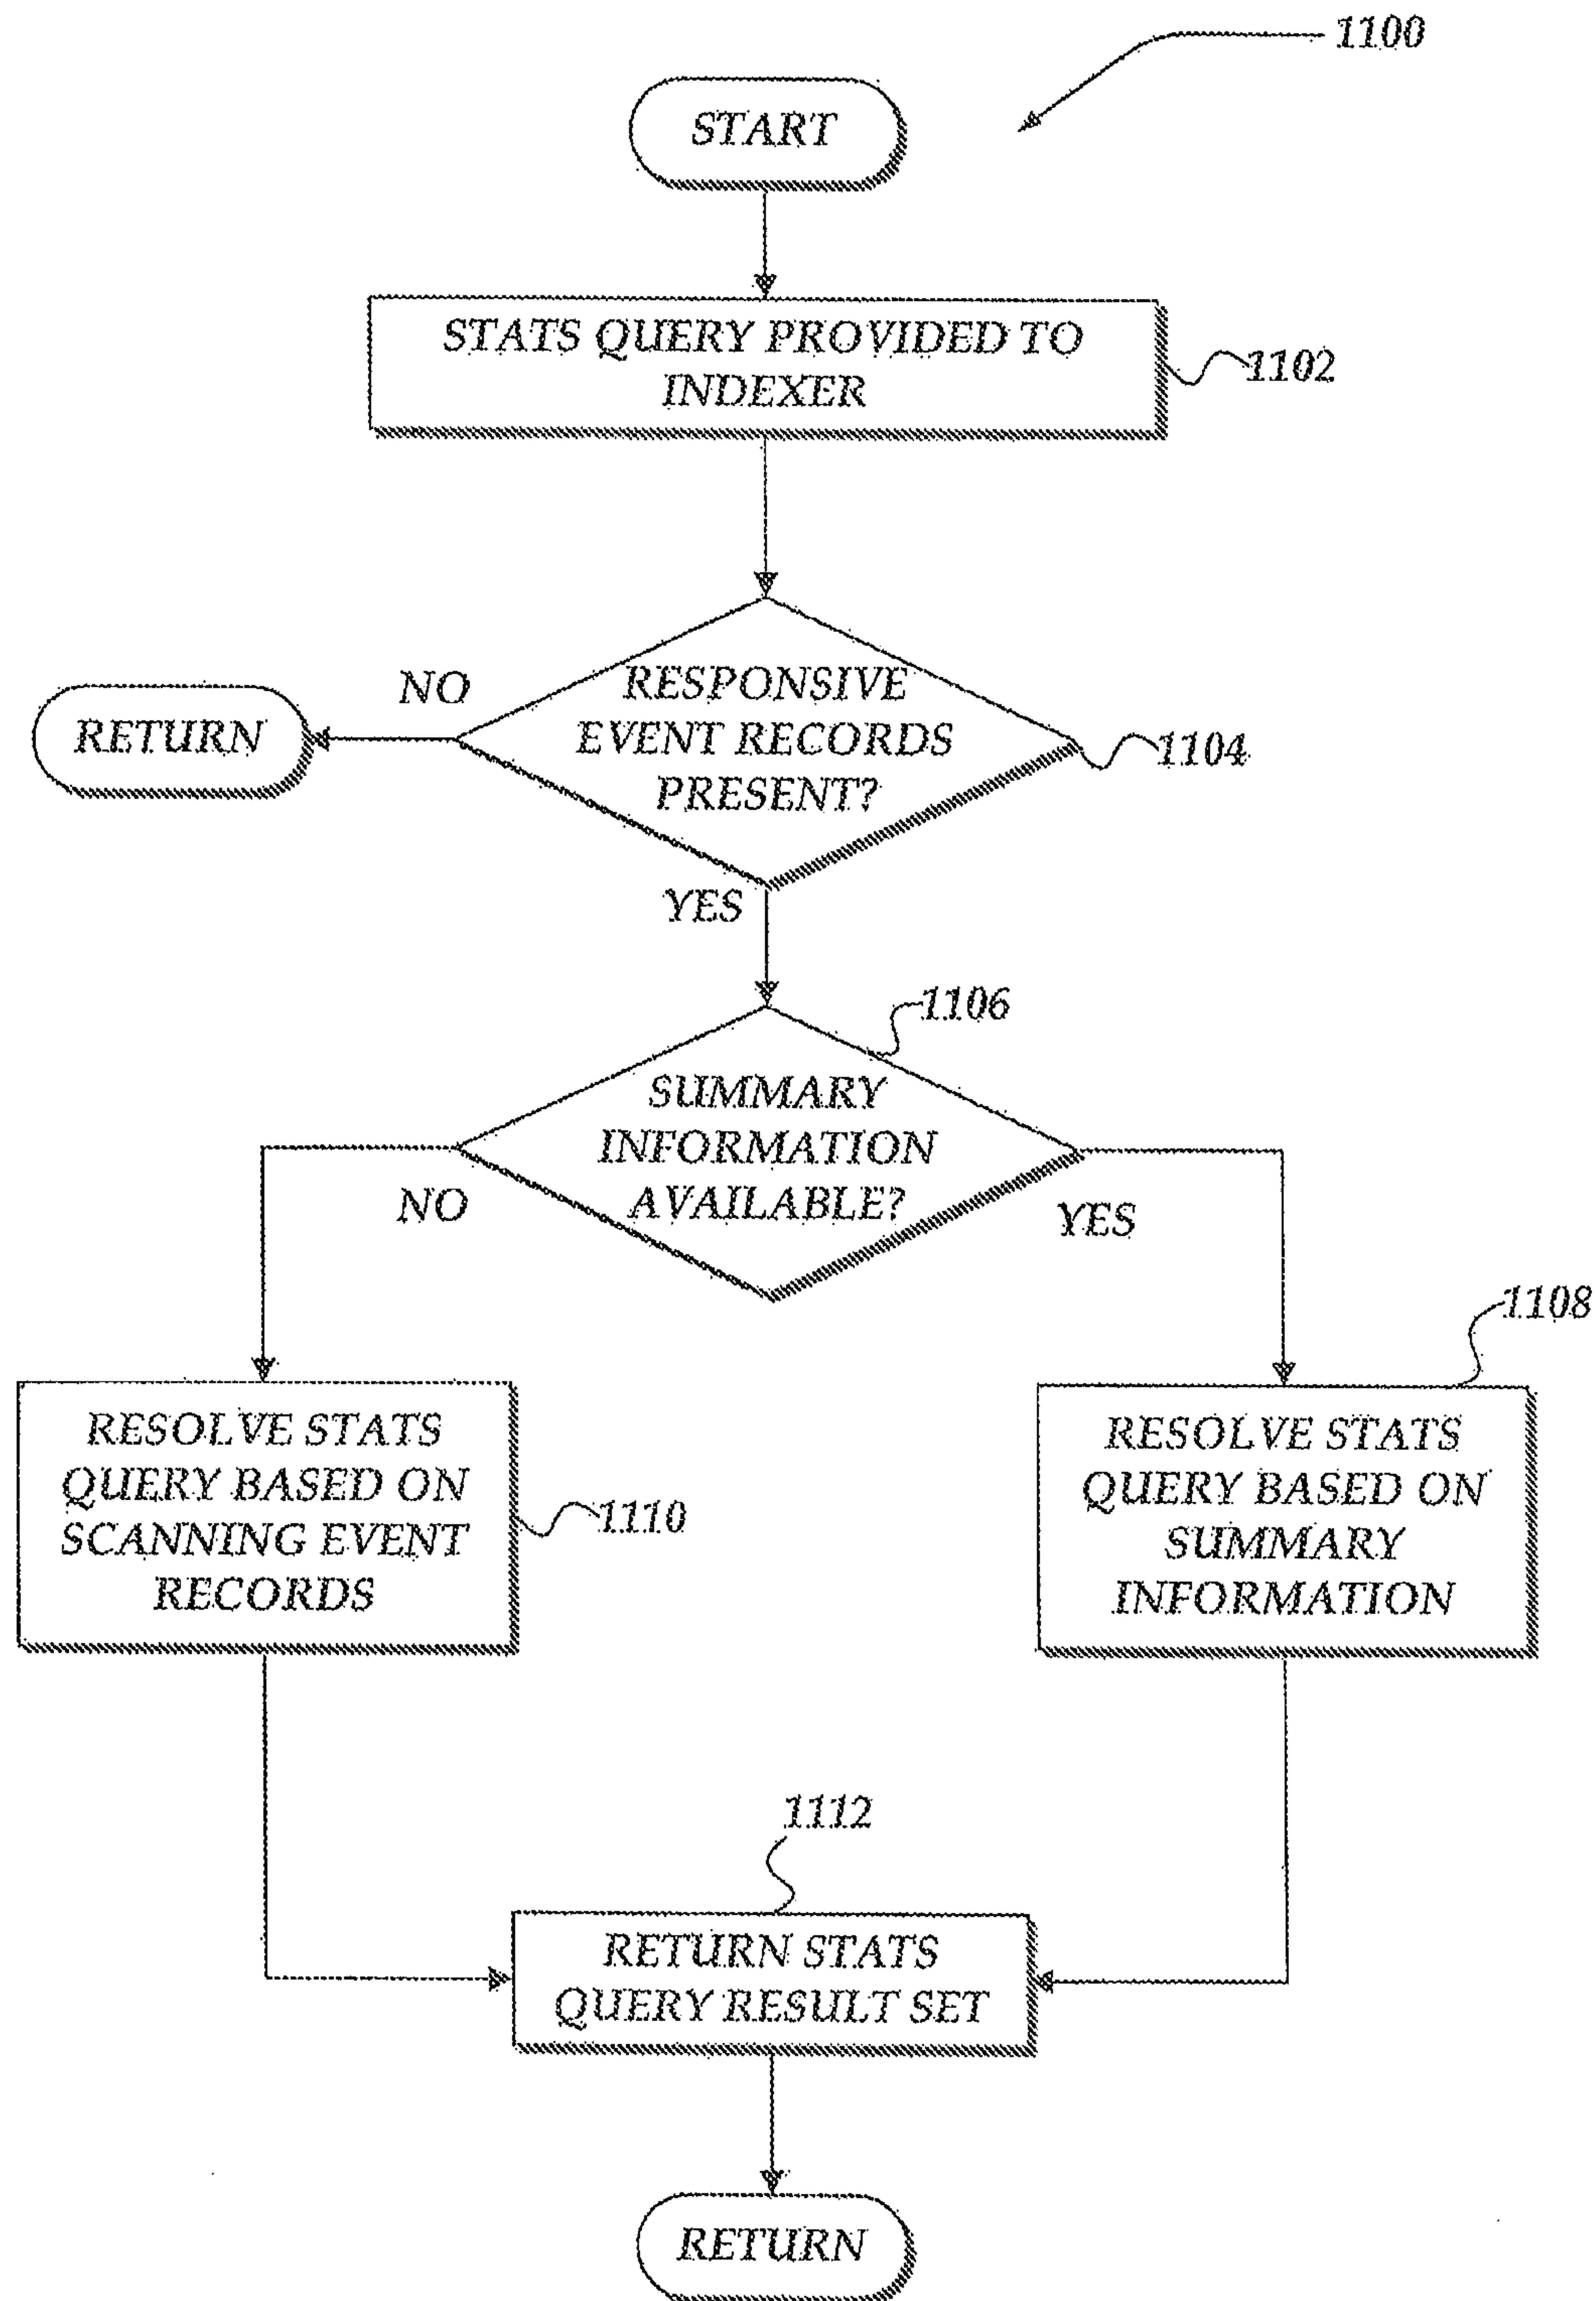 1100
START
STATS QUERY PROVIDED TO
INDEXER
1102
NO
RESPONSIVE
EVENT RECORDS
PRESENT?
RETURN
1104
YES
1106
SUMMARY
INFORMATION
AVAILABLE?
NO
YES
1108
RESOLVE STATS
QUERY BASED ON
SCANNING EVENT
RECORDS
1110
RESOLVE STATS
QUERY BASED ON
SUMMARY
INFORMATION
1112
RETURN STATS
QUERY RESULT SET
RETURN